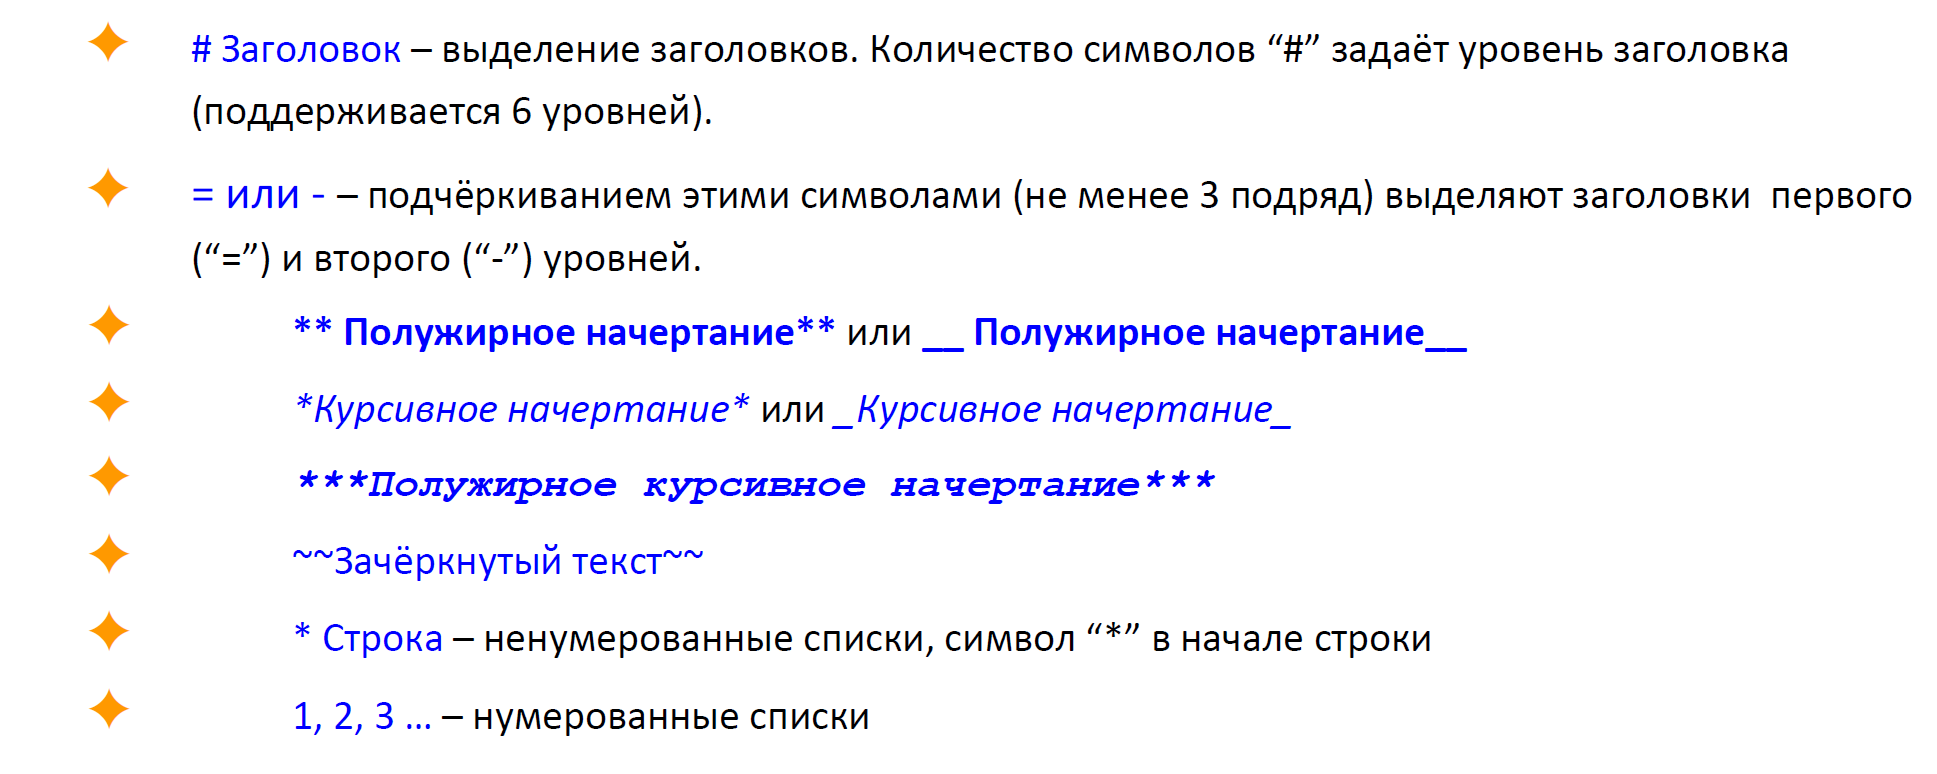 # Заголовок – выделение заголовков. Количество символов “#” задаёт уровень заголовка
(поддерживается 6 уровней).
= или - – подчёркиванием этими символами (не менее 3 подряд) выделяют заголовки  первого
(“=”) и второго (“-”) уровней.
** Полужирное начертание** или __ Полужирное начертание__
*Курсивное начертание* или _Курсивное начертание_
***Полужирное курсивное начертание***
~~Зачёркнутый текст~~
* Строка – ненумерованные списки, символ “*” в начале строки
1, 2, 3 … – нумерованные списки